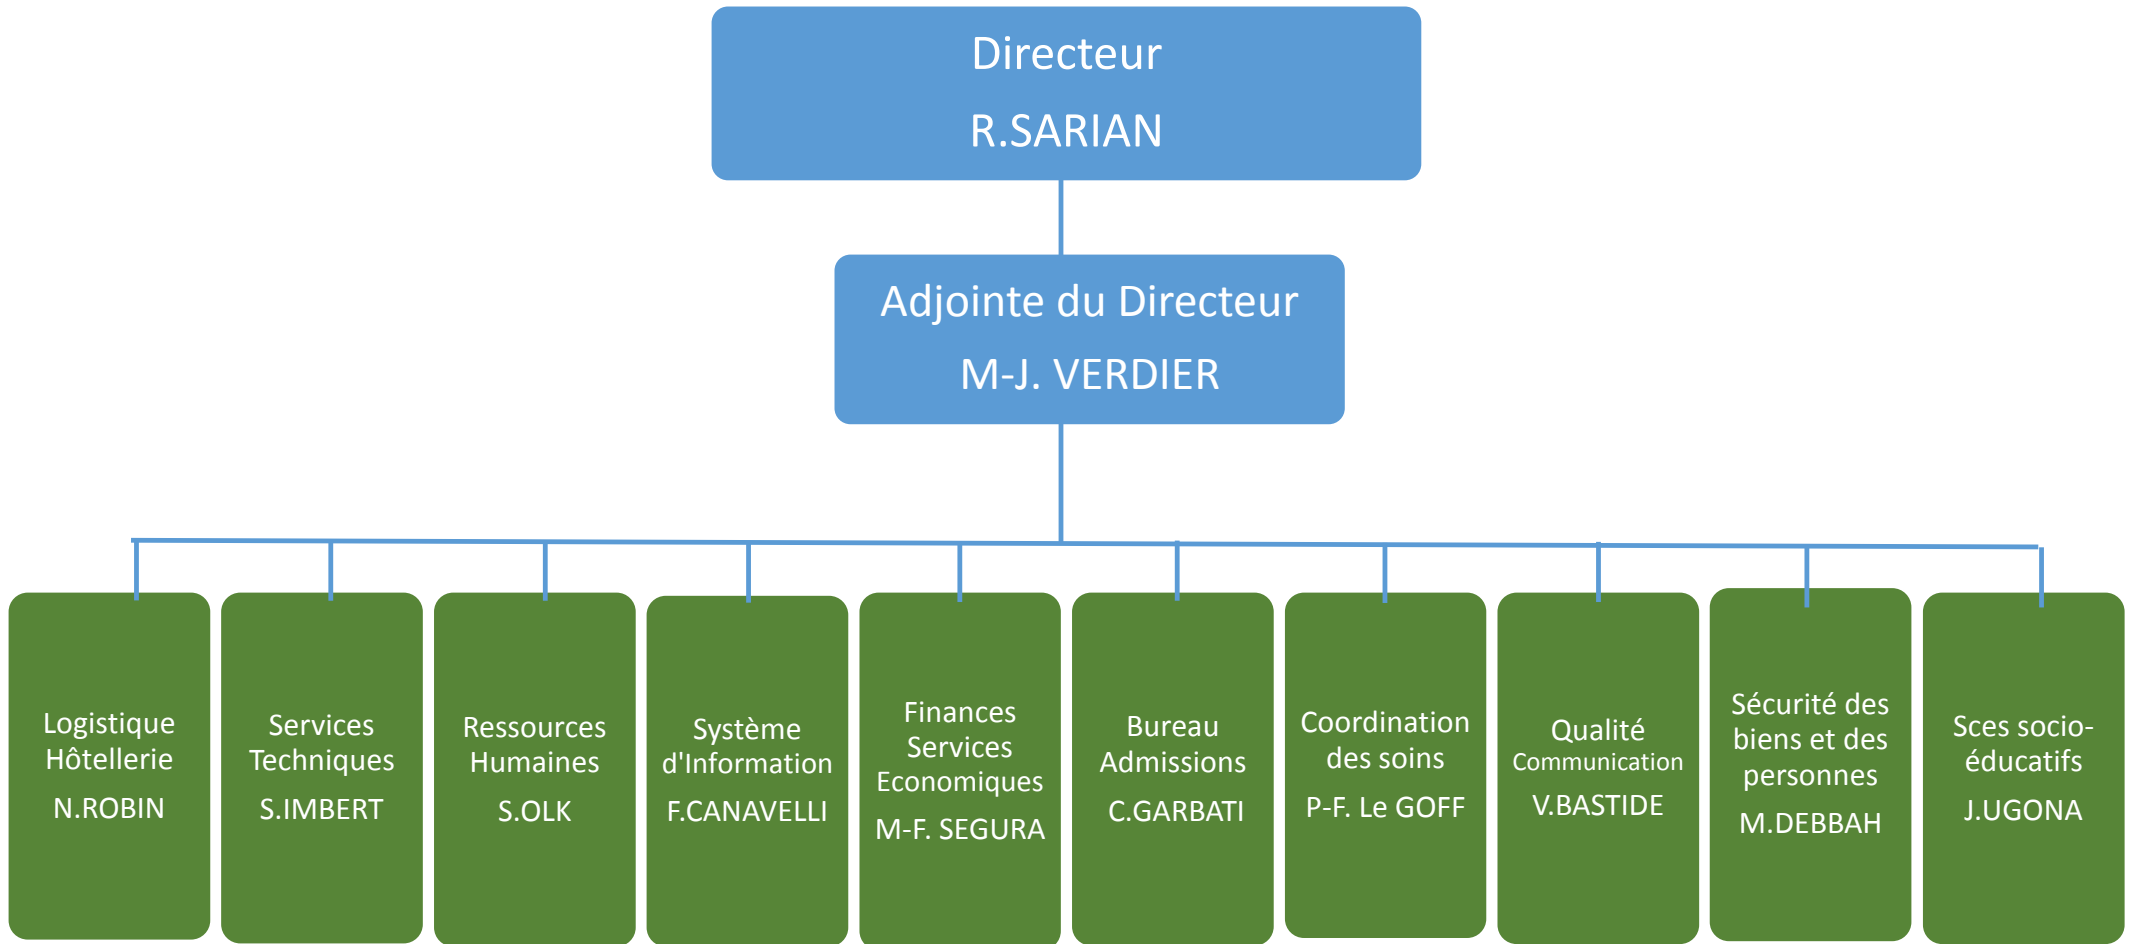 Directeur
R.SARIAN
Adjointe du Directeur
M-J. VERDIER
Logistique
Hôtellerie
N.ROBIN
Services
Techniques
S.IMBERT
Ressources
Humaines
S.OLK
Système
d'Information
F.CANAVELLI
Finances
Services
Economiques
M-F. SEGURA
Bureau
Admissions
C.GARBATI
Coordination
des soins
P-F. Le GOFF
Qualité
Communication
V.BASTIDE
Sécurité des
biens et des
personnes
M.DEBBAH
Sces socio-
éducatifs
J.UGONA